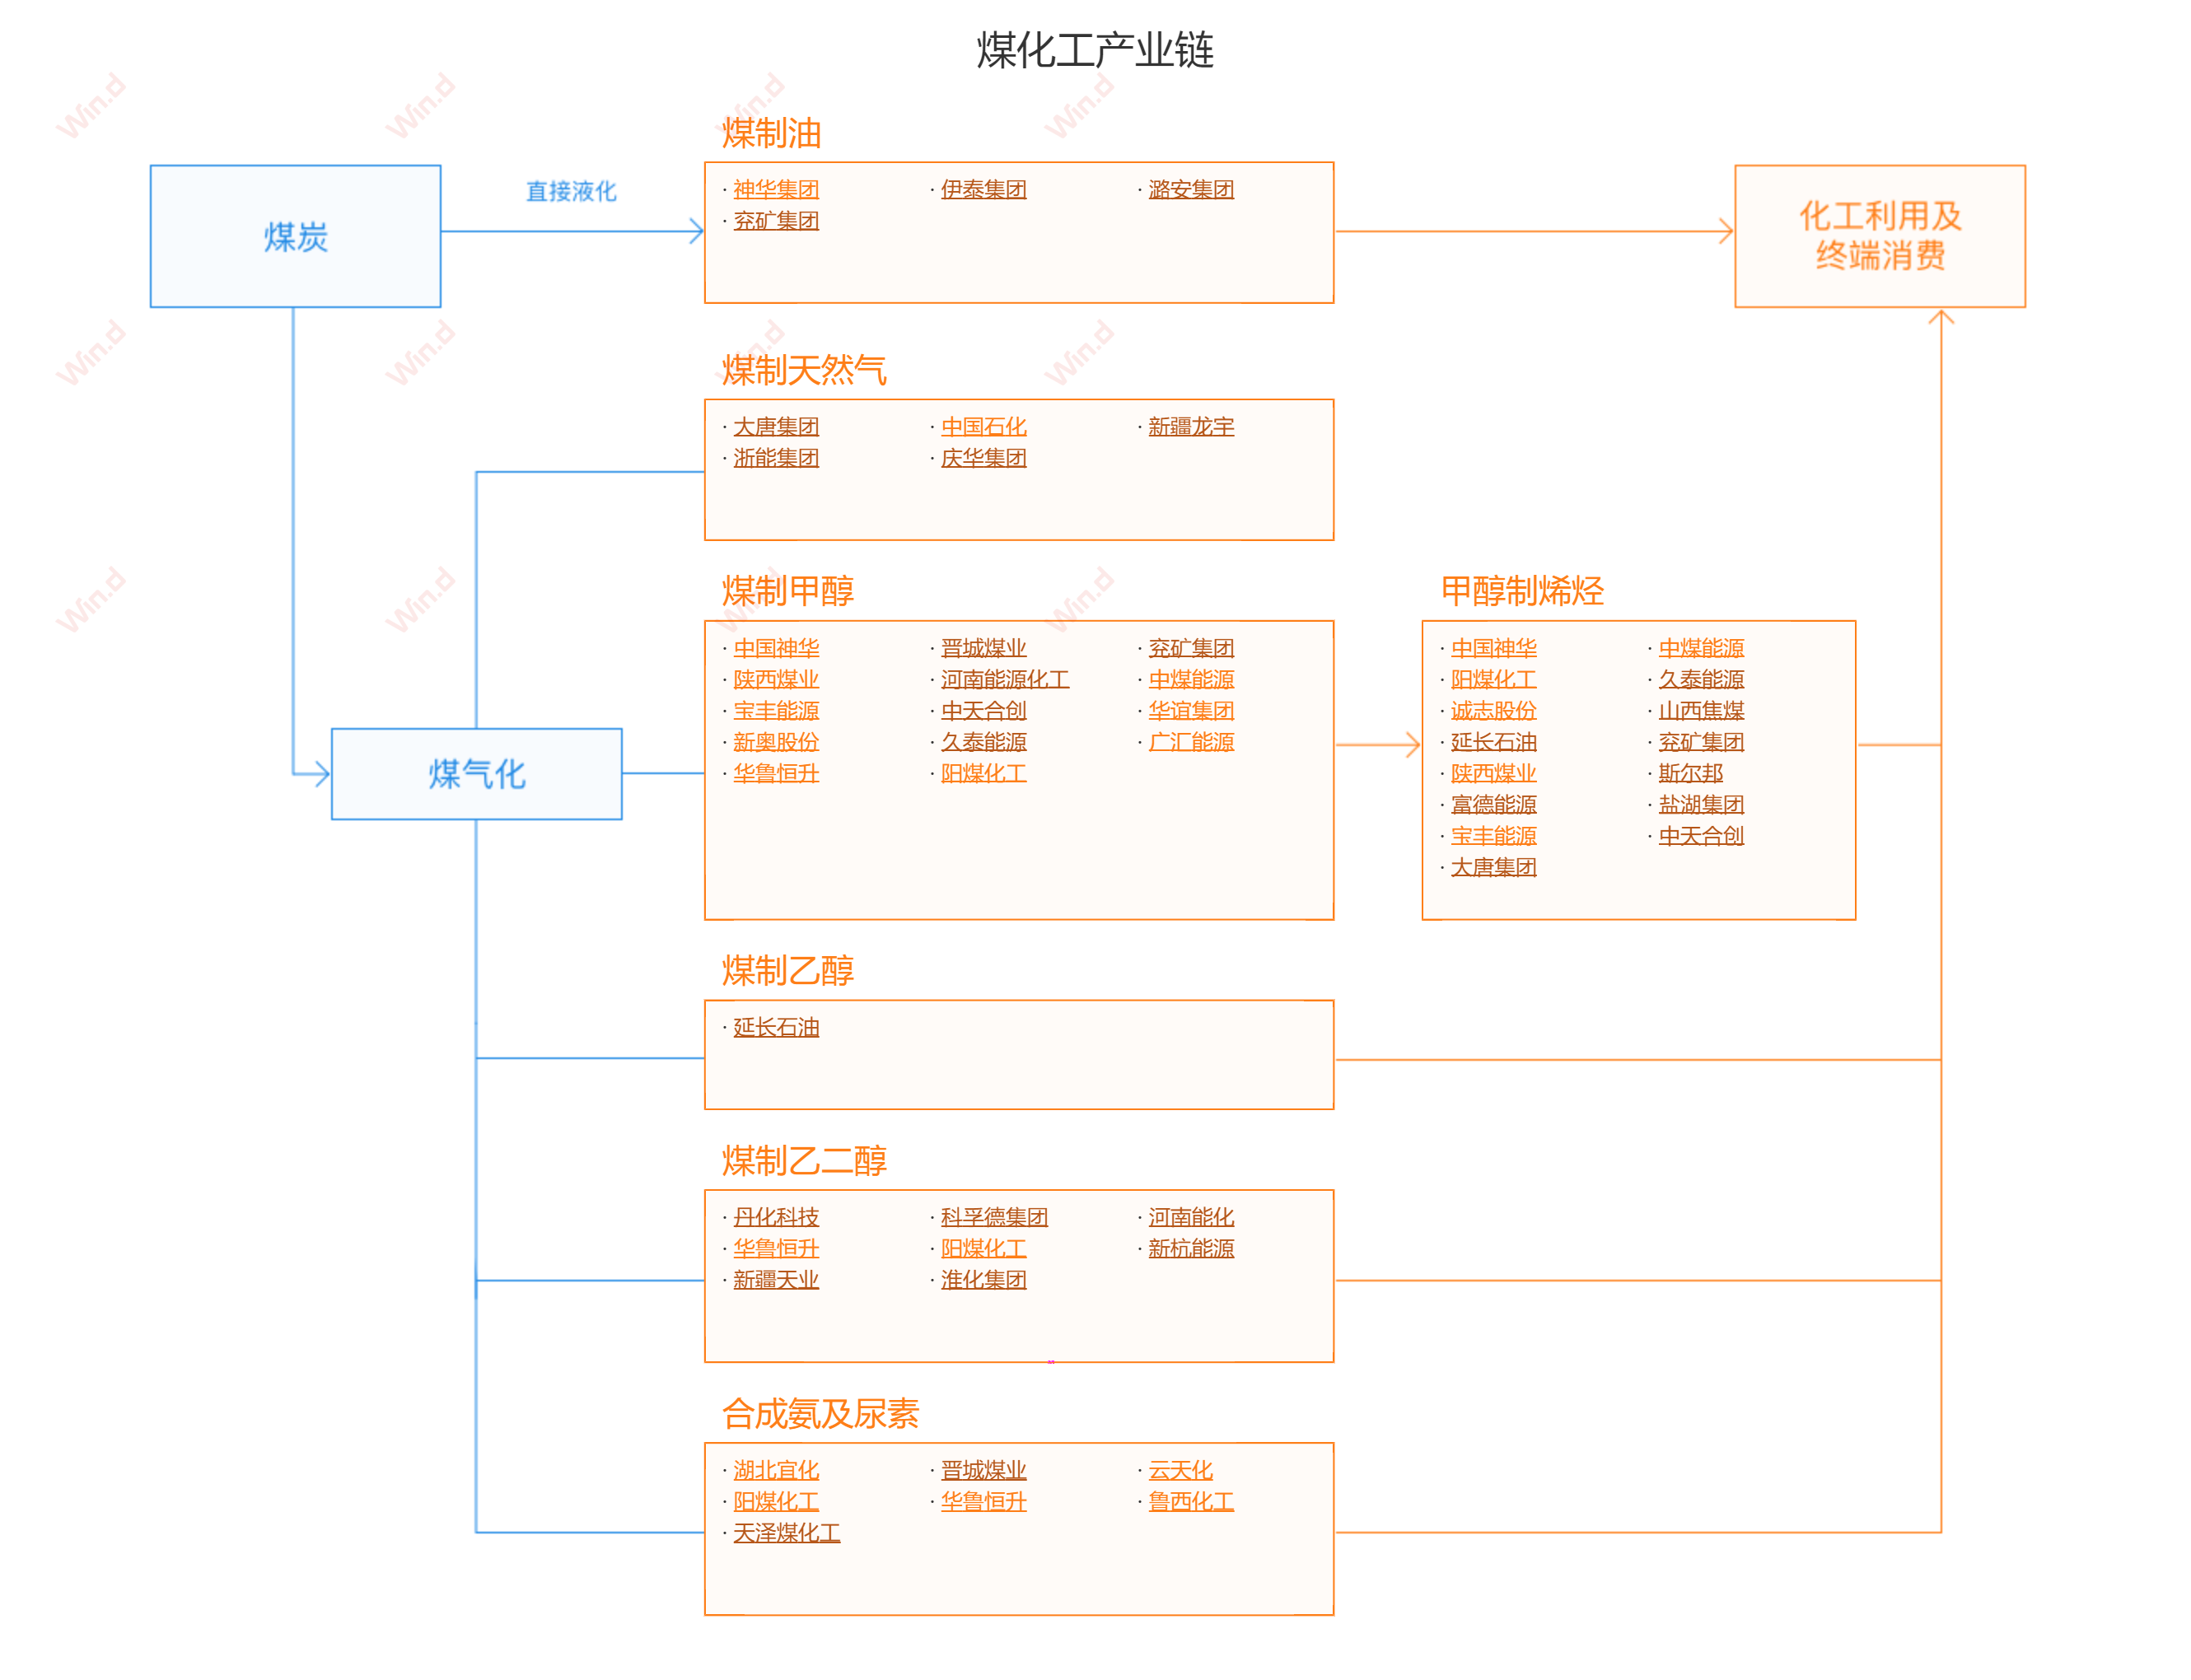 煤化工产业链
煤炭
直接液化
煤制油
· 神华集团 · 伊泰集团 · 潞安集团
· 兖矿集团
化工利用及
终端消费
煤制天然气
· 大唐集团 · 中国石化 · 新疆龙宇
· 浙能集团 · 庆华集团
煤气化
煤制甲醇
· 中国神华 · 晋城煤业 · 兖矿集团
· 陕西煤业 · 河南能源化工 · 中煤能源
· 宝丰能源 · 中天合创 · 华谊集团
· 新奥股份 · 久泰能源 · 广汇能源
· 华鲁恒升 · 阳煤化工
甲醇制烯烃
· 中国神华 · 中煤能源
· 阳煤化工 · 久泰能源
· 诚志股份 · 山西焦煤
· 延长石油 · 兖矿集团
· 陕西煤业 · 斯尔邦
· 富德能源 · 盐湖集团
· 宝丰能源 · 中天合创
· 大唐集团
煤制乙醇
· 延长石油
煤制乙二醇
· 丹化科技 · 科孚德集团 · 河南能化
· 华鲁恒升 · 阳煤化工 · 新杭能源
· 新疆天业 · 淮化集团
合成氨及尿素
· 湖北宜化 · 晋城煤业 · 云天化
· 阳煤化工 · 华鲁恒升 · 鲁西化工
· 天泽煤化工
Win.d
Win.d
Win.d
Win.d
Win.d
Win.d
Win.d
Win.d
Win.d
Win.d
Win.d
Win.d